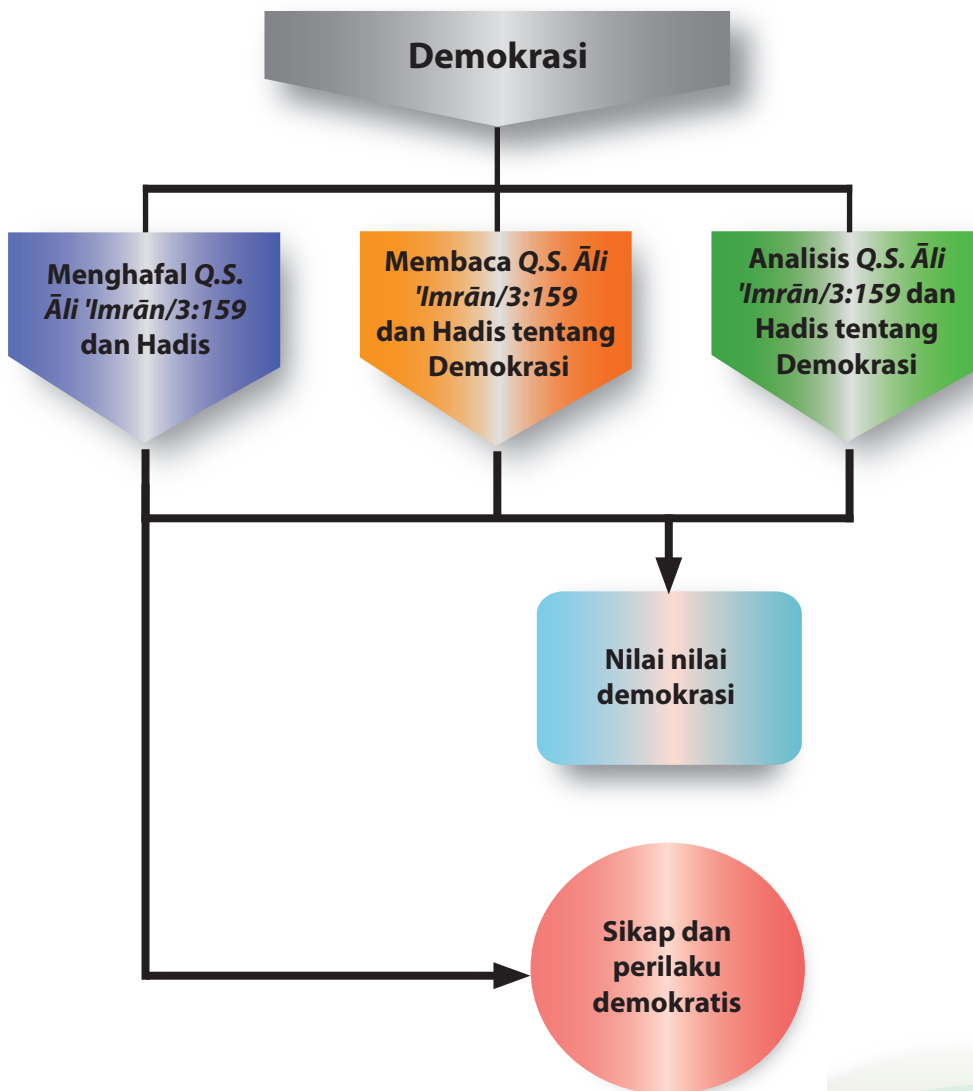 Demokrasi
Menghafal Q.S.
Āli 'Imrān/3:159
dan Hadis
Membaca Q.S. Āli
'Imrān/3:159
dan Hadis tentang
Demokrasi
Analisis Q.S. Āli
'Imrān/3:159 dan
Hadis tentang
Demokrasi
Nilai nilai
demokrasi
Sikap dan
perilaku
demokratis